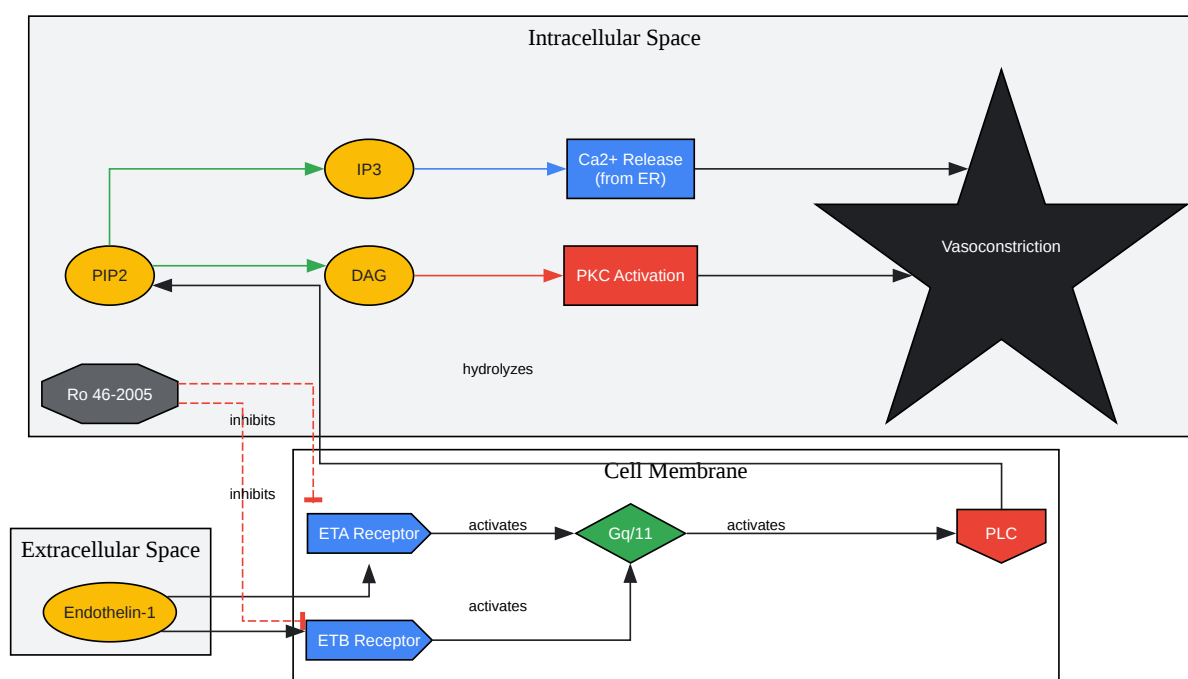 Intracellular Space
IP3
Ca2+ Release
(from ER)
Vasoconstriction
PIP2
DAG
PKC Activation
hydrolyzes
Ro 46-2005
inhibits
Cell Membrane
inhibits
ETA Receptor
activates
Gq/11
activates
PLC
Extracellular Space
Endothelin-1
activates
ETB Receptor